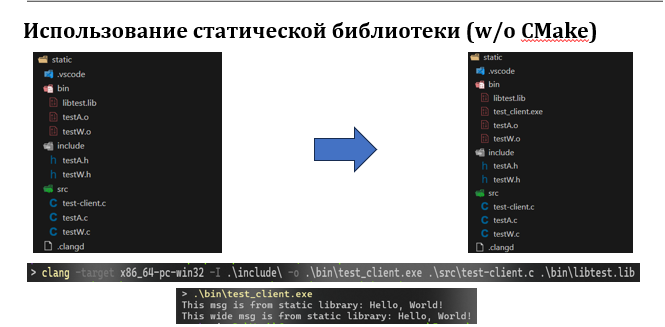 Использование статической библиотеки (w/o CMake)
static
.vscode
bin
libtest.lib
testA.o
testW.o
include
testA.h
testW.h
src
test-client.c
testA.c
testW.c
.clangd
static
.vscode
bin
libtest.lib
test_client.exe
testA.o
testW.o
include
testA.h
testW.h
src
test-client.c
testA.c
testW.c
.clangd
> clang -target x86_64-pc-win32 -I .\include\ -o .\bin\test_client.exe .\src\test-client.c .\bin\libtest.lib
> .\bin\test_client.exe
This msg is from static library: Hello, World!
This wide msg is from static library: Hello, World!